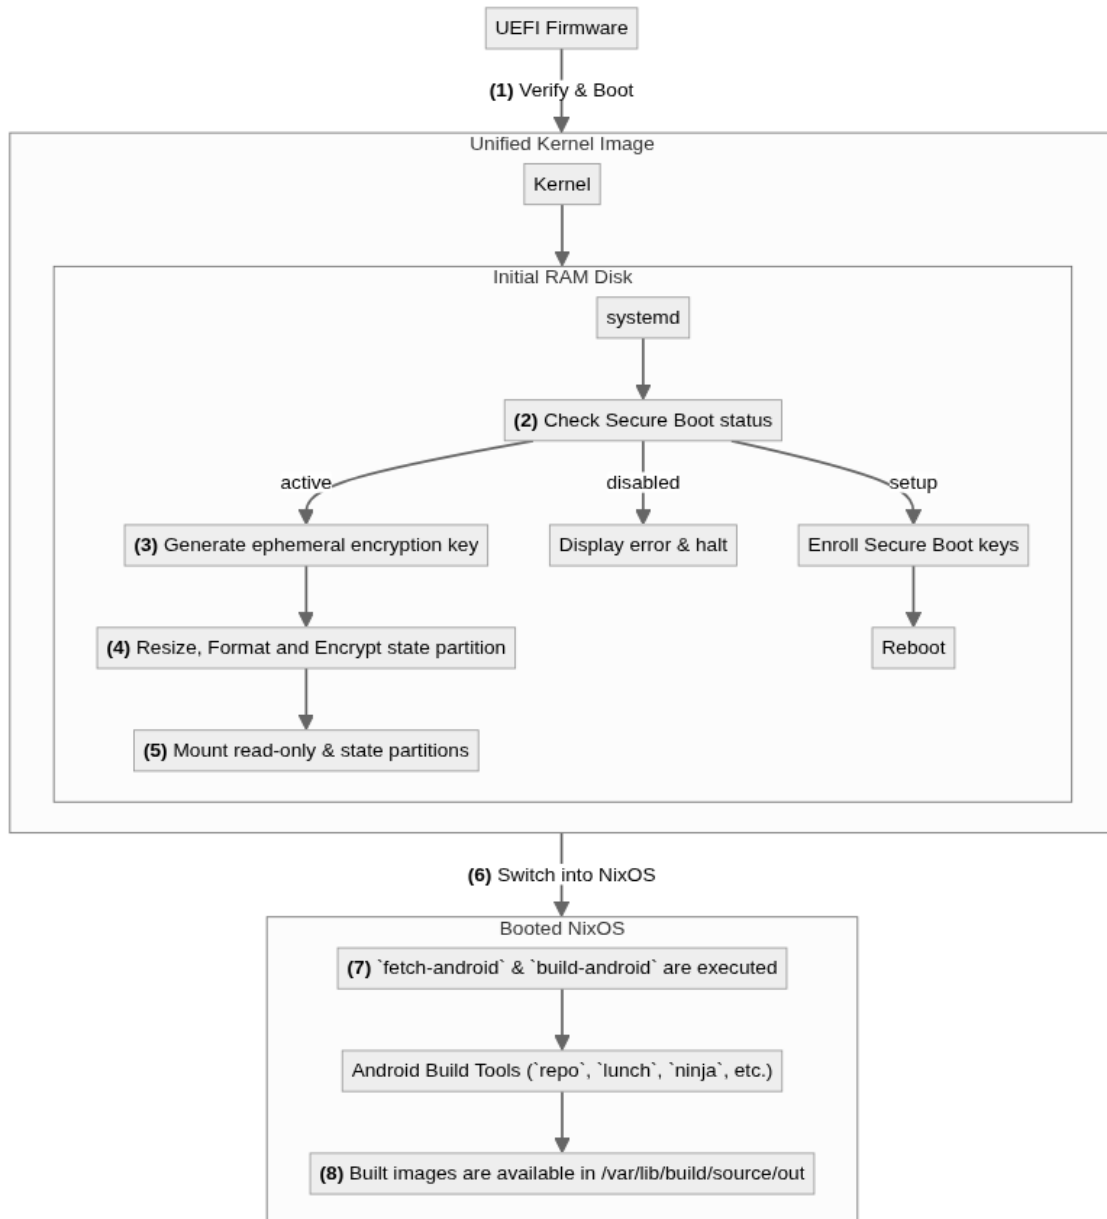 UEFI Firmware
(1) Verify & Boot
Unified Kernel Image
Kernel
Initial RAM Disk
systemd
(2) Check Secure Boot status
active
disabled
setup
(3) Generate ephemeral encryption key
Display error & halt
Enroll Secure Boot keys
(4) Resize, Format and Encrypt state partition
Reboot
(5) Mount read-only & state partitions
(6) Switch into NixOS
Booted NixOS
(7) `fetch-android` & `build-android` are executed
Android Build Tools (`repo`, `lunch`, `ninja`, etc.)
(8) Built images are available in /var/lib/build/source/out